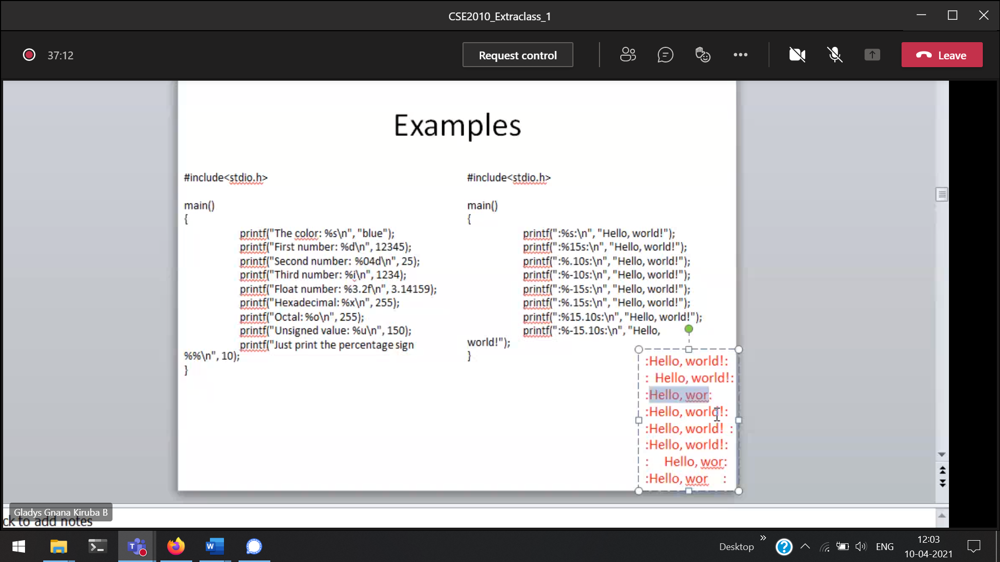 CSE2010_Extraclass_1
37:12
Request control
Leave
Examples
#include<stdio.h>
main()
{
printf("The color: %s\n", "blue");
printf("First number: %d\n", 12345);
printf("Second number: %04d\n", 25);
printf("Third number: %i\n", 1234);
printf("Float number: %3.2f\n", 3.14159);
printf("Hexadecimal: %x\n", 255);
printf("Octal: %o\n", 255);
printf("Unsigned value: %u\n", 150);
printf("Just print the percentage sign
%%\n", 10);
}
#include<stdio.h>
main()
{
printf(":%s:\n", "Hello, world!");
printf(":%15s:\n", "Hello, world!");
printf(":%.10s:\n", "Hello, world!");
printf(":%-10s:\n", "Hello, world!");
printf(":%-15s:\n", "Hello, world!");
printf(":%.15s:\n", "Hello, world!");
printf(":%15.10s:\n", "Hello, world!");
printf(":%-15.10s:\n", "Hello,
world!");
}
:Hello, world!:
:  Hello, world!:
:Hello, wor:
:Hello, world!:
:Hello, world!  :
:Hello, world!:
:     Hello, wor:
:Hello, wor     :
Gladys Gnana Kiruba B
ck to add notes
Desktop
ENG
12:03
10-04-2021